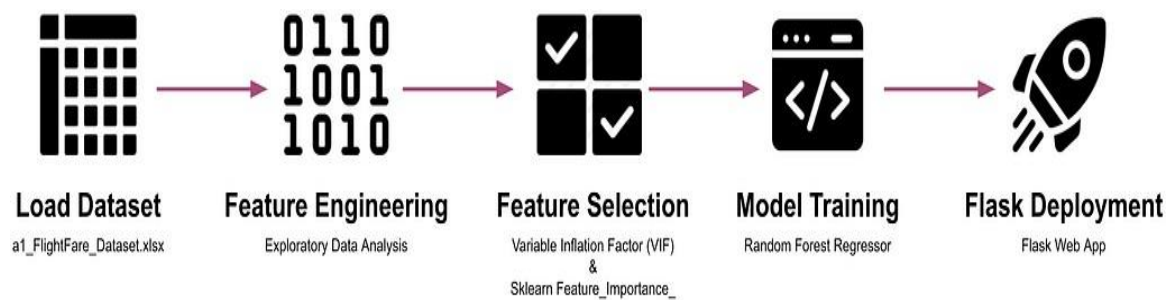 0110
1001
1010
Load Dataset
a1_FlightFare_Dataset.xlsx
Feature Engineering
Exploratory Data Analysis
Feature Selection
Variable Inflation Factor (VIF)
&
Sklearn Feature_Importance_
Model Training
Random Forest Regressor
Flask Deployment
Flask Web App